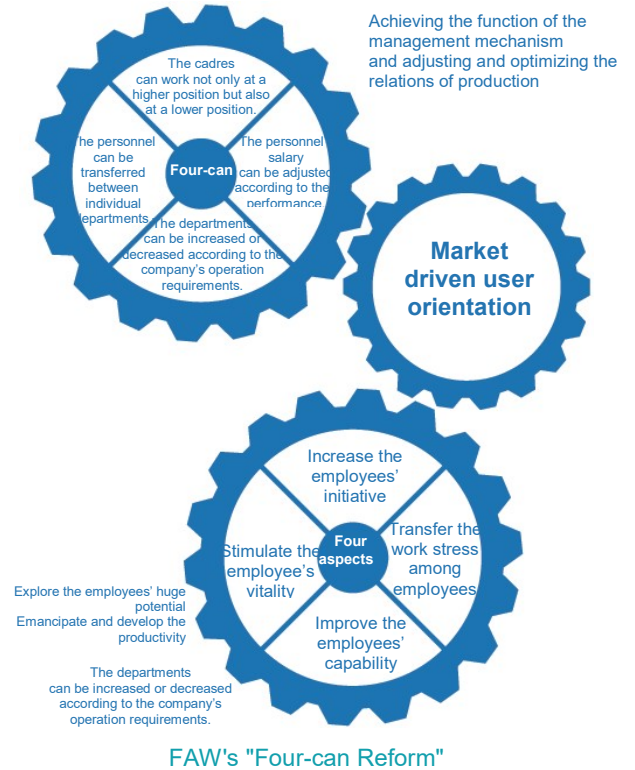 Achieving the function of the
management mechanism
and adjusting and optimizing the
relations of production
The cadres
can work not only at a
higher position but also
at a lower position.
The personnel
can be
transferred
between
individual
departments.
Four-can
The personnel
salary
can be adjusted
according to the
performance.
The departments
can be increased or
decreased according to the
company's operation
requirements.
Market
driven user
orientation
Increase the
employees'
initiative
Stimulate the
employee's
vitality
Four
aspects
Transfer the
work stress
among
employees
Improve the
employees'
capability
Explore the employees' huge
potential
Emancipate and develop the
productivity
The departments
can be increased or decreased
according to the company's
operation requirements.
FAW's "Four-can Reform"